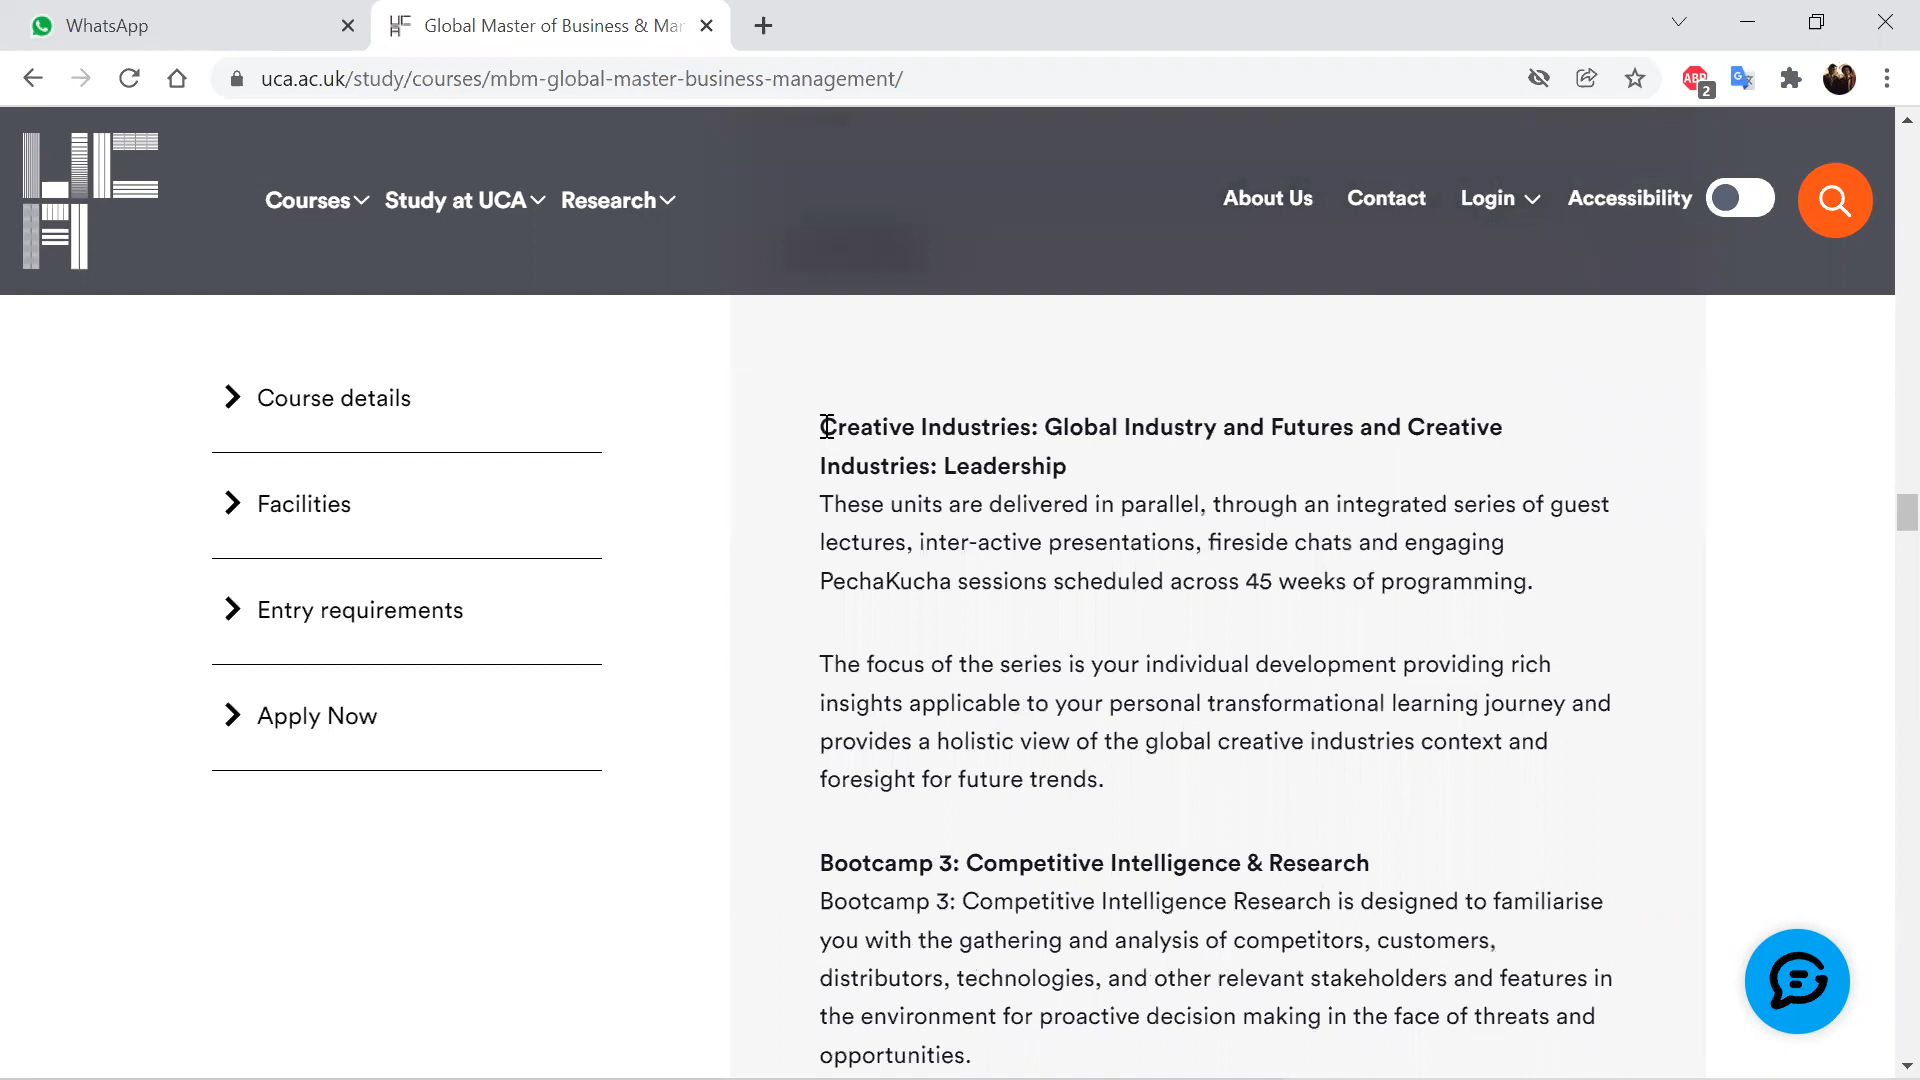 WhatsApp
Global Master of Business & Mar
uca.ac.uk/study/courses/mbm-global-master-business-management/
ABP
2
Courses
Study at UCA
Research
About Us
Contact
Login
Accessibility
Course details
Facilities
Entry requirements
Apply Now
Creative Industries: Global Industry and Futures and Creative
Industries: Leadership
These units are delivered in parallel, through an integrated series of guest
lectures, inter-active presentations, fireside chats and engaging
PechaKucha sessions scheduled across 45 weeks of programming.
The focus of the series is your individual development providing rich
insights applicable to your personal transformational learning journey and
provides a holistic view of the global creative industries context and
foresight for future trends.
Bootcamp 3: Competitive Intelligence & Research
Bootcamp 3: Competitive Intelligence Research is designed to familiarise
you with the gathering and analysis of competitors, customers,
distributors, technologies, and other relevant stakeholders and features in
the environment for proactive decision making in the face of threats and
opportunities.